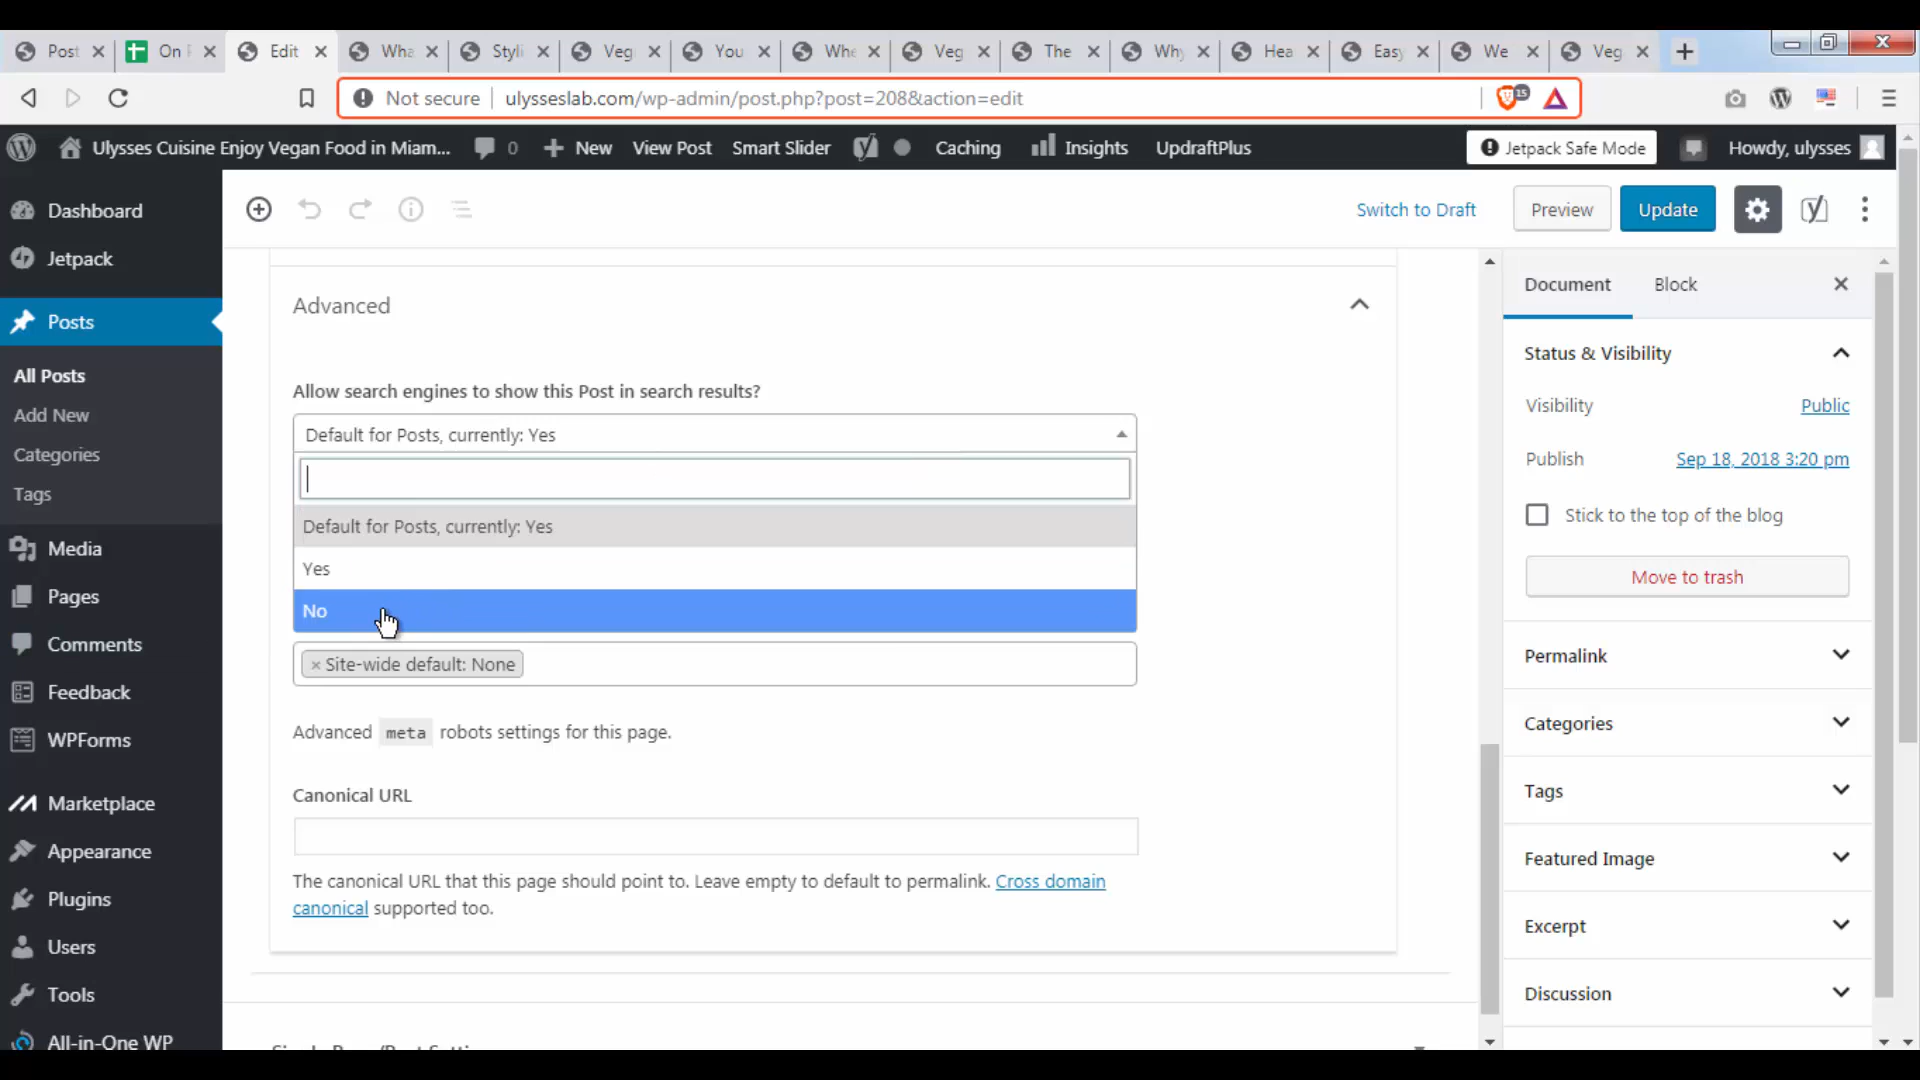 Post
On
Edit
Wha
Styli
Veg
You
Whe
Veg
The
Why
Hea
Easy
We
Veg
Not secure
ulysseslab.com/wp-admin/post.php?post=208&action=edit
15
Ulysses Cuisine Enjoy Vegan Food in Miam...
0
New
View Post
Smart Slider
Caching
Insights
UpdraftPlus
Jetpack Safe Mode
Howdy, ulysses
Dashboard
Jetpack
Posts
All Posts
Add New
Categories
Tags
Media
Pages
Comments
Feedback
WPForms
Marketplace
Appearance
Plugins
Users
Tools
All-in-One WP
Switch to Draft
Preview
Update
Advanced
Allow search engines to show this Post in search results?
Default for Posts, currently: Yes
Default for Posts, currently: Yes
Yes
No
× Site-wide default: None
Advanced meta robots settings for this page.
Canonical URL
The canonical URL that this page should point to. Leave empty to default to permalink. Cross domain
canonical supported too.
Document
Block
Status & Visibility
Visibility
Public
Publish
Sep 18, 2018 3:20 pm
Stick to the top of the blog
Move to trash
Permalink
Categories
Tags
Featured Image
Excerpt
Discussion